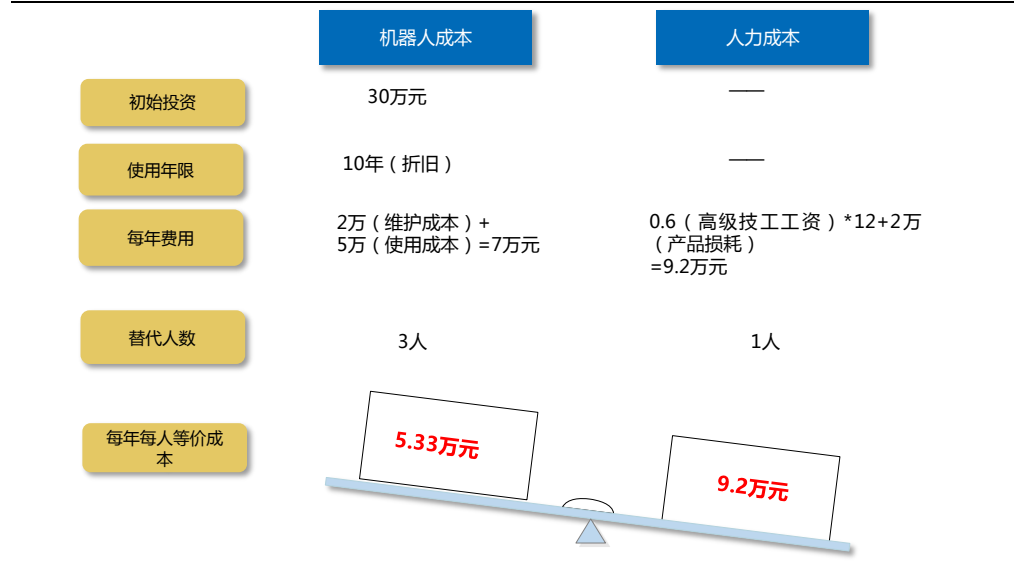 机器人成本
人力成本
初始投资
30万元
——
使用年限
10年（折旧）
——
每年费用
2万（维护成本）+
5万（使用成本）=7万元
0.6（高级技工工资）*12+2万
（产品损耗）
=9.2万元
替代人数
3人
1人
每年每人等价成
本
5.33万元
9.2万元